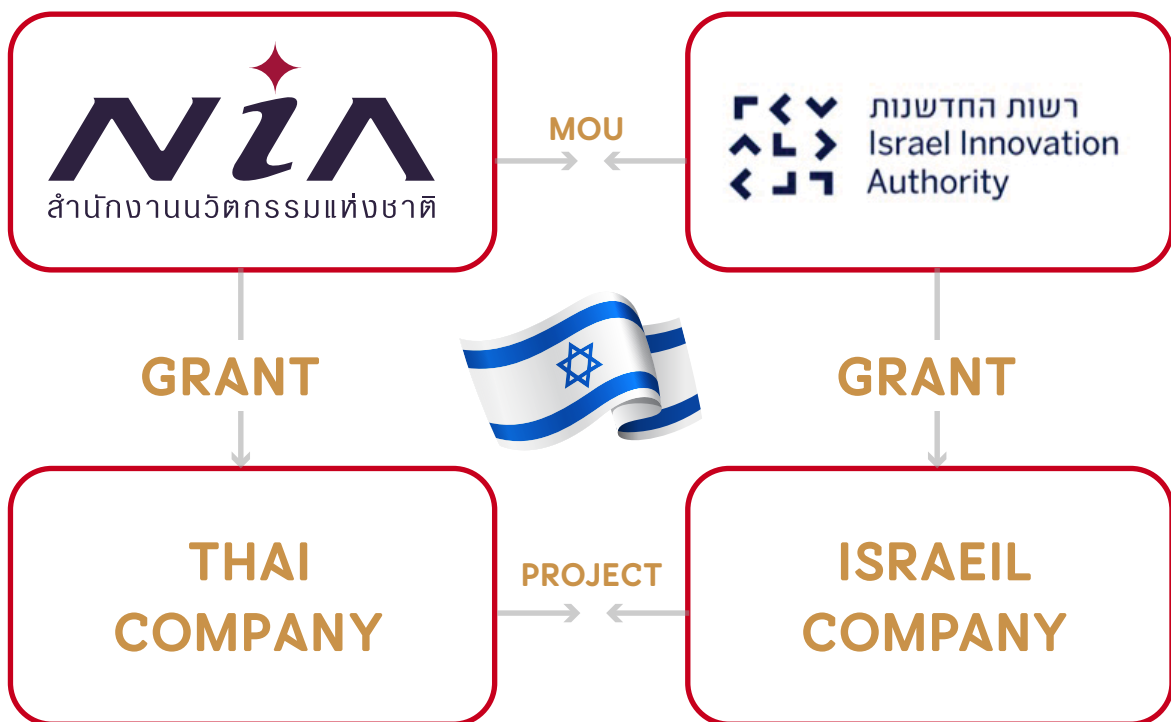 NiA
สำนักงานนวัตกรรมแห่งชาติ
MOU
רשות החדשנות
Israel Innovation
Authority
GRANT
GRANT
THAI
COMPANY
PROJECT
ISRAEIL
COMPANY